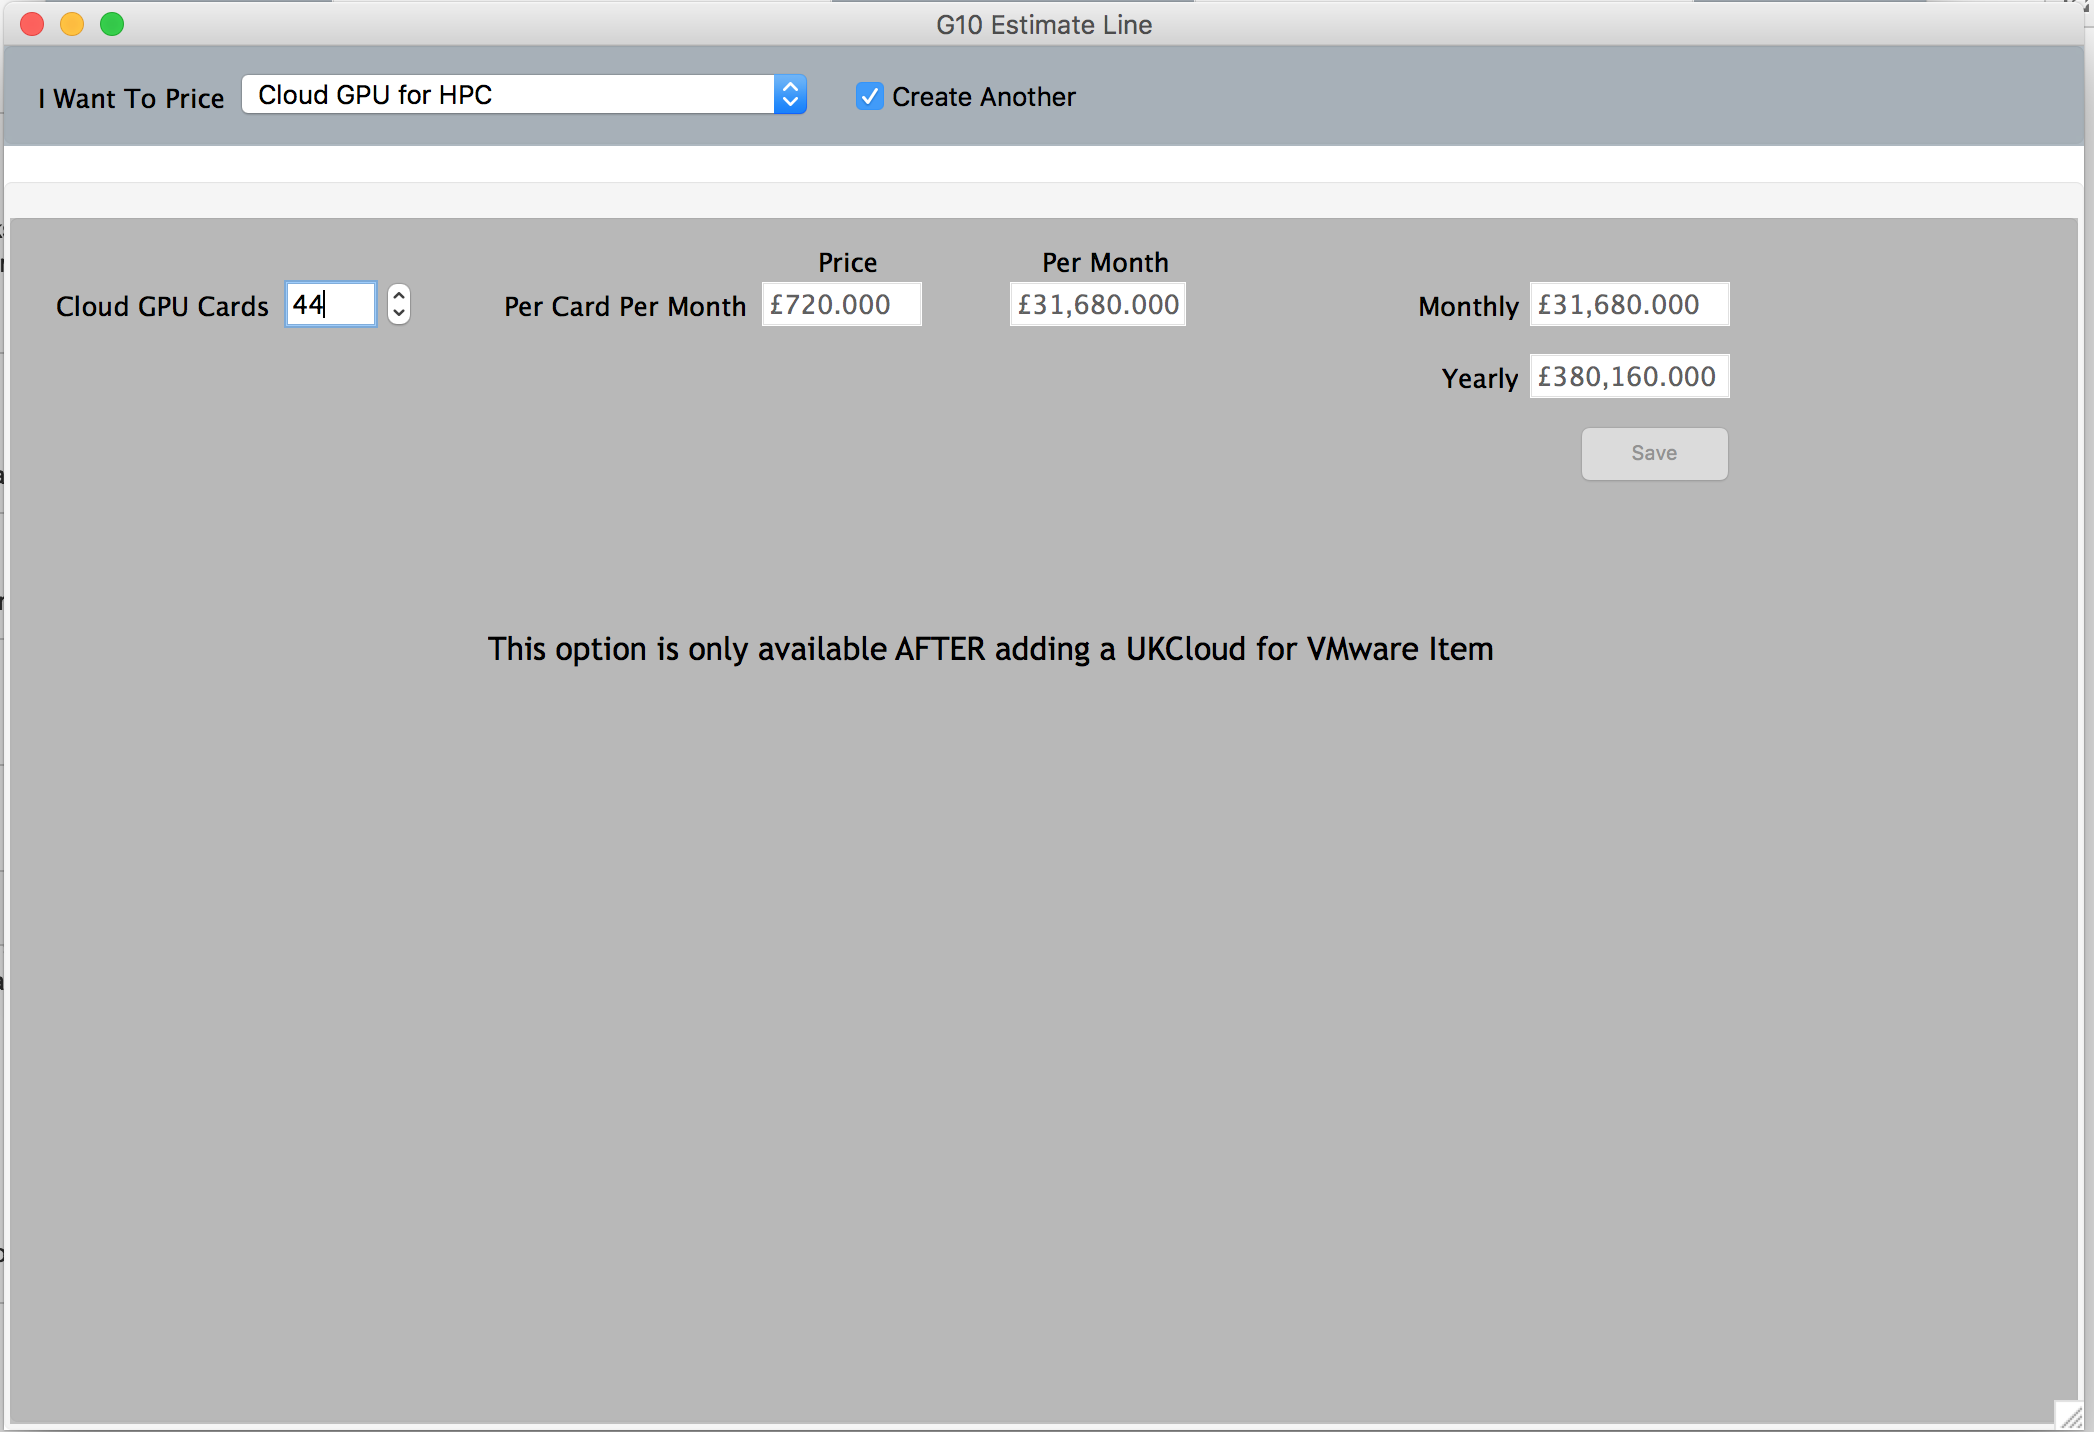 G10 Estimate Line
I Want To Price Cloud GPU for HPC Create Another
Price Per Month
Cloud GPU Cards 44 Per Card Per Month £720.000 £31,680.000 Monthly £31,680.000
Yearly £380,160.000
Save
This option is only available AFTER adding a UKCloud for VMware Item